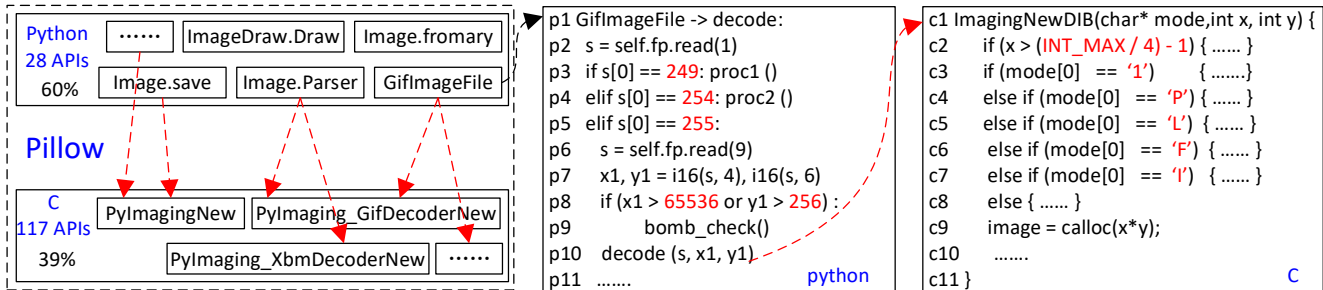 Python
28 APIs
60%
...... ImageDraw.Draw Image.fromary
Image.save Image.Parser GifImageFile
Pillow
C
117 APIs
39%
PyImagingNew PyImaging_GifDecoderNew
PyImaging_XbmDecoderNew ......
p1 GifImageFile -> decode:
p2 s = self.fp.read(1)
p3 if s[0] == 249: proc1 ()
p4 elif s[0] == 254: proc2 ()
p5 elif s[0] == 255:
p6 s = self.fp.read(9)
p7 x1, y1 = i16(s, 4), i16(s, 6)
p8 if (x1 > 65536 or y1 > 256) :
p9 bomb_check()
p10 decode (s, x1, y1)
p11 .......
python
c1 ImagingNewDIB(char* mode,int x, int y) {
c2 if (x > (INT_MAX / 4) - 1) { ...... }
c3 if (mode[0] == ‘1’) { .......}
c4 else if (mode[0] == ‘P’) { ...... }
c5 else if (mode[0] == ‘L’) { ...... }
c6 else if (mode[0] == ‘F’) { ...... }
c7 else if (mode[0] == ‘I’) { ...... }
c8 else { ...... }
c9 image = calloc(x*y);
c10 .......
c11 }
C